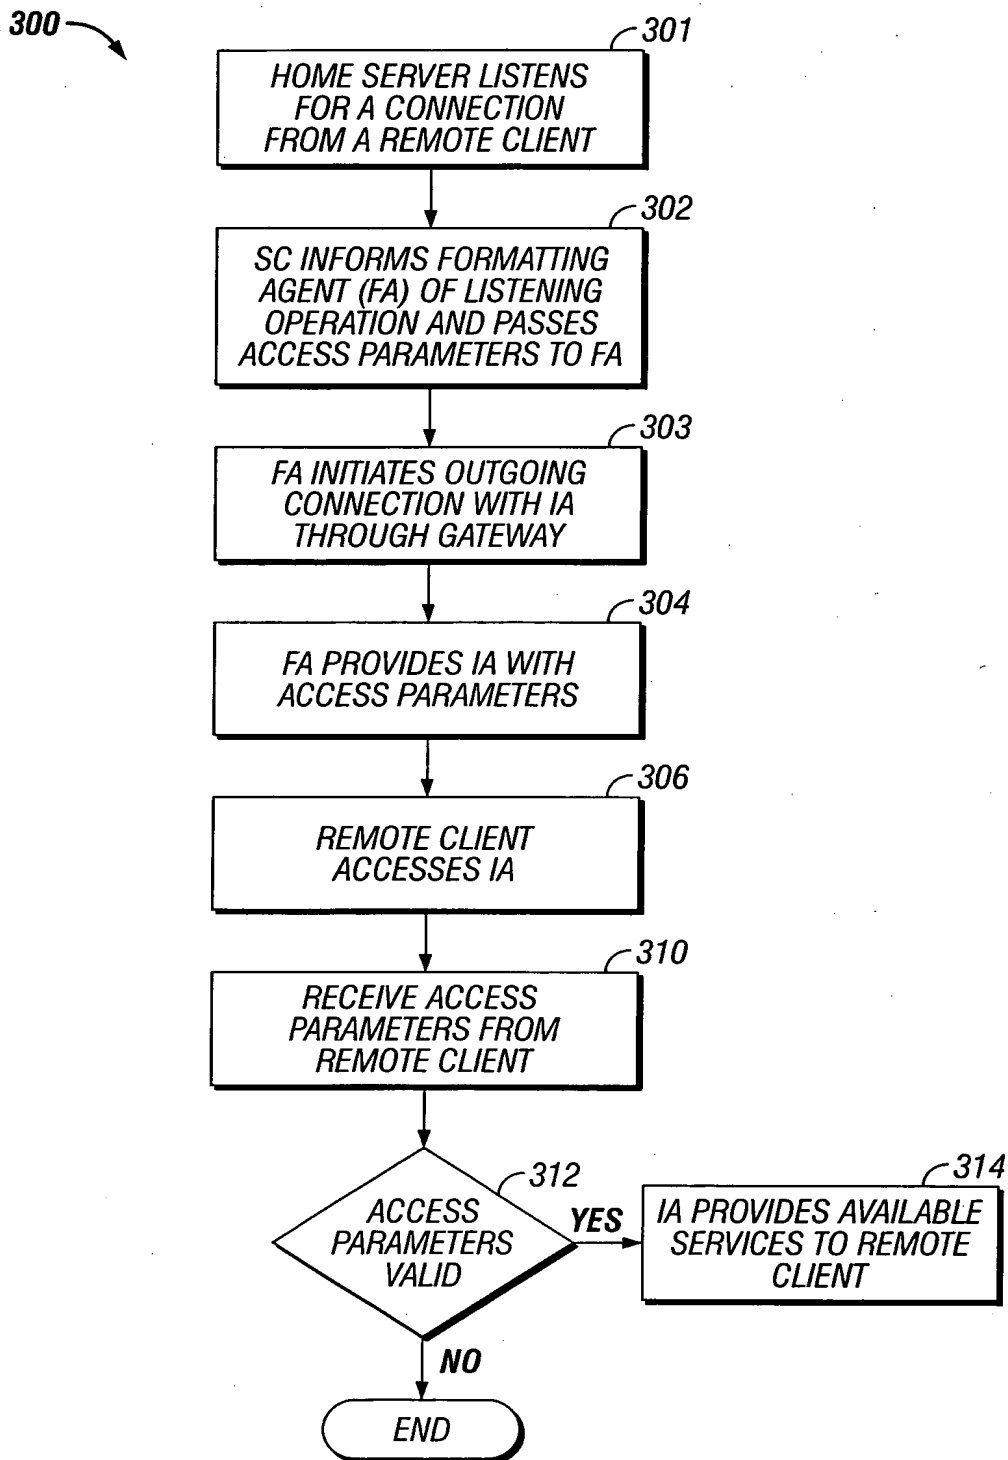 300
301
HOME SERVER LISTENS
FOR A CONNECTION
FROM A REMOTE CLIENT
302
SC INFORMS FORMATTING
AGENT (FA) OF LISTENING
OPERATION AND PASSES
ACCESS PARAMETERS TO FA
303
FA INITIATES OUTGOING
CONNECTION WITH IA
THROUGH GATEWAY
304
FA PROVIDES IA WITH
ACCESS PARAMETERS
306
REMOTE CLIENT
ACCESSES IA
310
RECEIVE ACCESS
PARAMETERS FROM
REMOTE CLIENT
312
ACCESS
PARAMETERS
VALID
YES
314
IA PROVIDES AVAILABLE
SERVICES TO REMOTE
CLIENT
NO
END